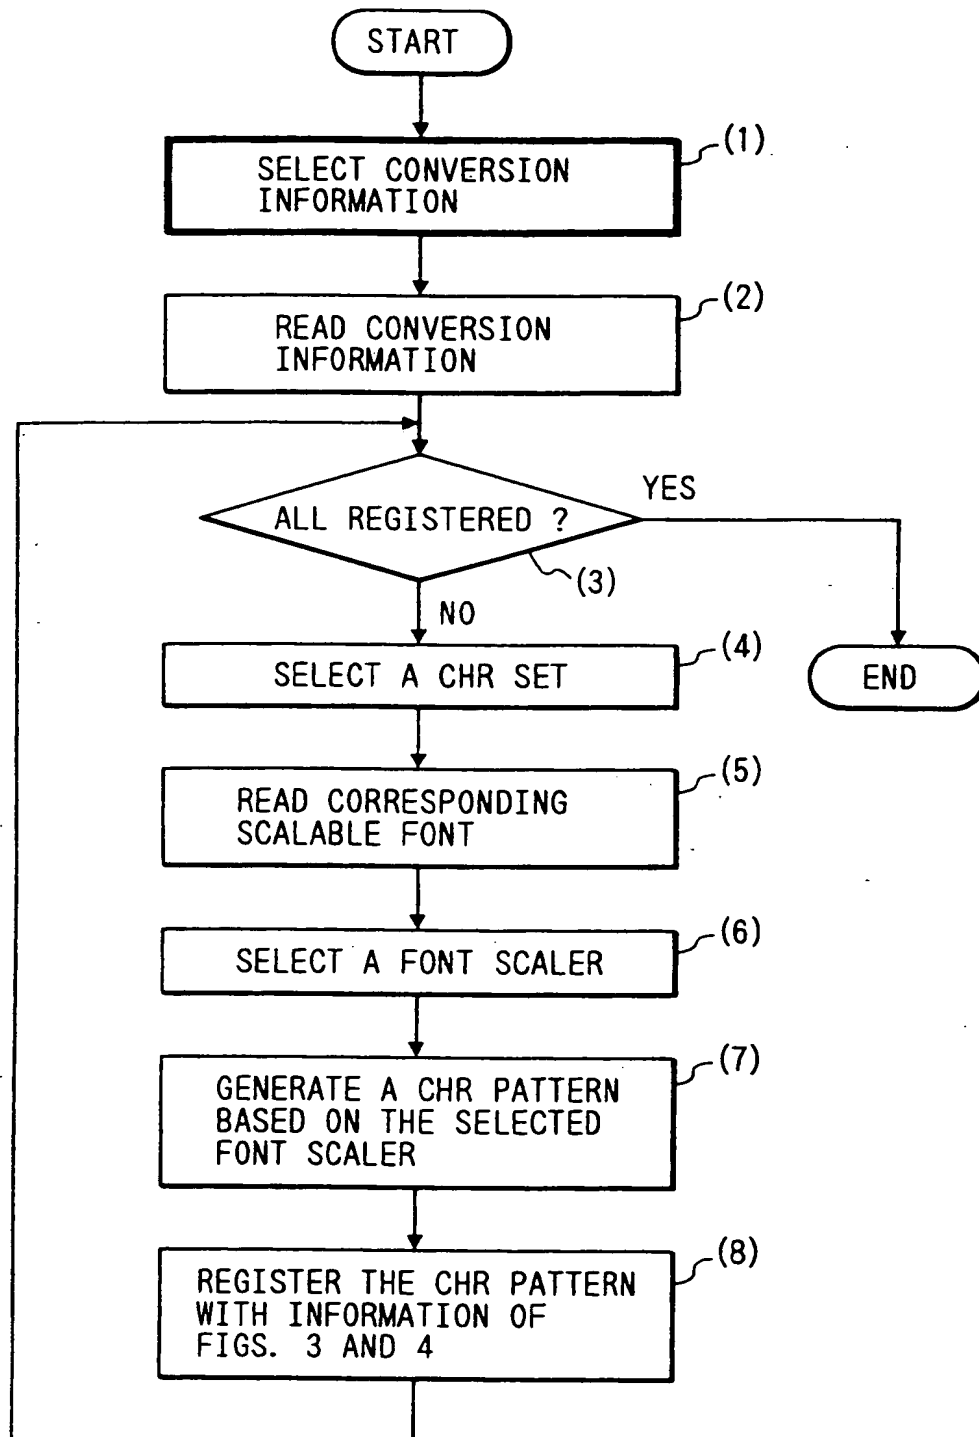 START
(1)
SELECT CONVERSION
INFORMATION
(2)
READ CONVERSION
INFORMATION
YES
ALL REGISTERED ?
(3)
NO
(4)
SELECT A CHR SET
END
(5)
READ CORRESPONDING
SCALABLE FONT
(6)
SELECT A FONT SCALER
(7)
GENERATE A CHR PATTERN
BASED ON THE SELECTED
FONT SCALER
(8)
REGISTER THE CHR PATTERN
WITH INFORMATION OF
FIGS. 3 AND 4